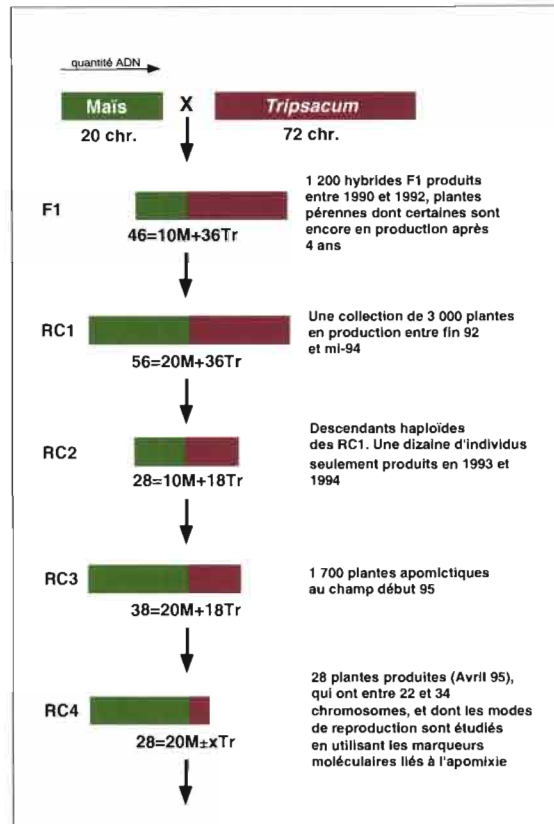 quantité ADN
Maïs X Tripsacum
20 chr. 72 chr.
F1
46=10M+36Tr
1 200 hybrides F1 produits
entre 1990 et 1992, plantes
pérennes dont certaines sont
encore en production après
4 ans
RC1
56=20M+36Tr
Une collection de 3 000 plantes
en production entre fin 92
et mi-94
RC2
28=10M+18Tr
Descendants haploïdes
des RC1. Une dizaine d'individus
seulement produits en 1993 et
1994
RC3
38=20M+18Tr
1 700 plantes apomictiques
au champ début 95
RC4
28=20M±xTr
28 plantes produites (Avril 95),
qui ont entre 22 et 34
chromosomes, et dont les modes
de reproduction sont étudiés
en utilisant les marqueurs
moléculaires liés à l'apomixie